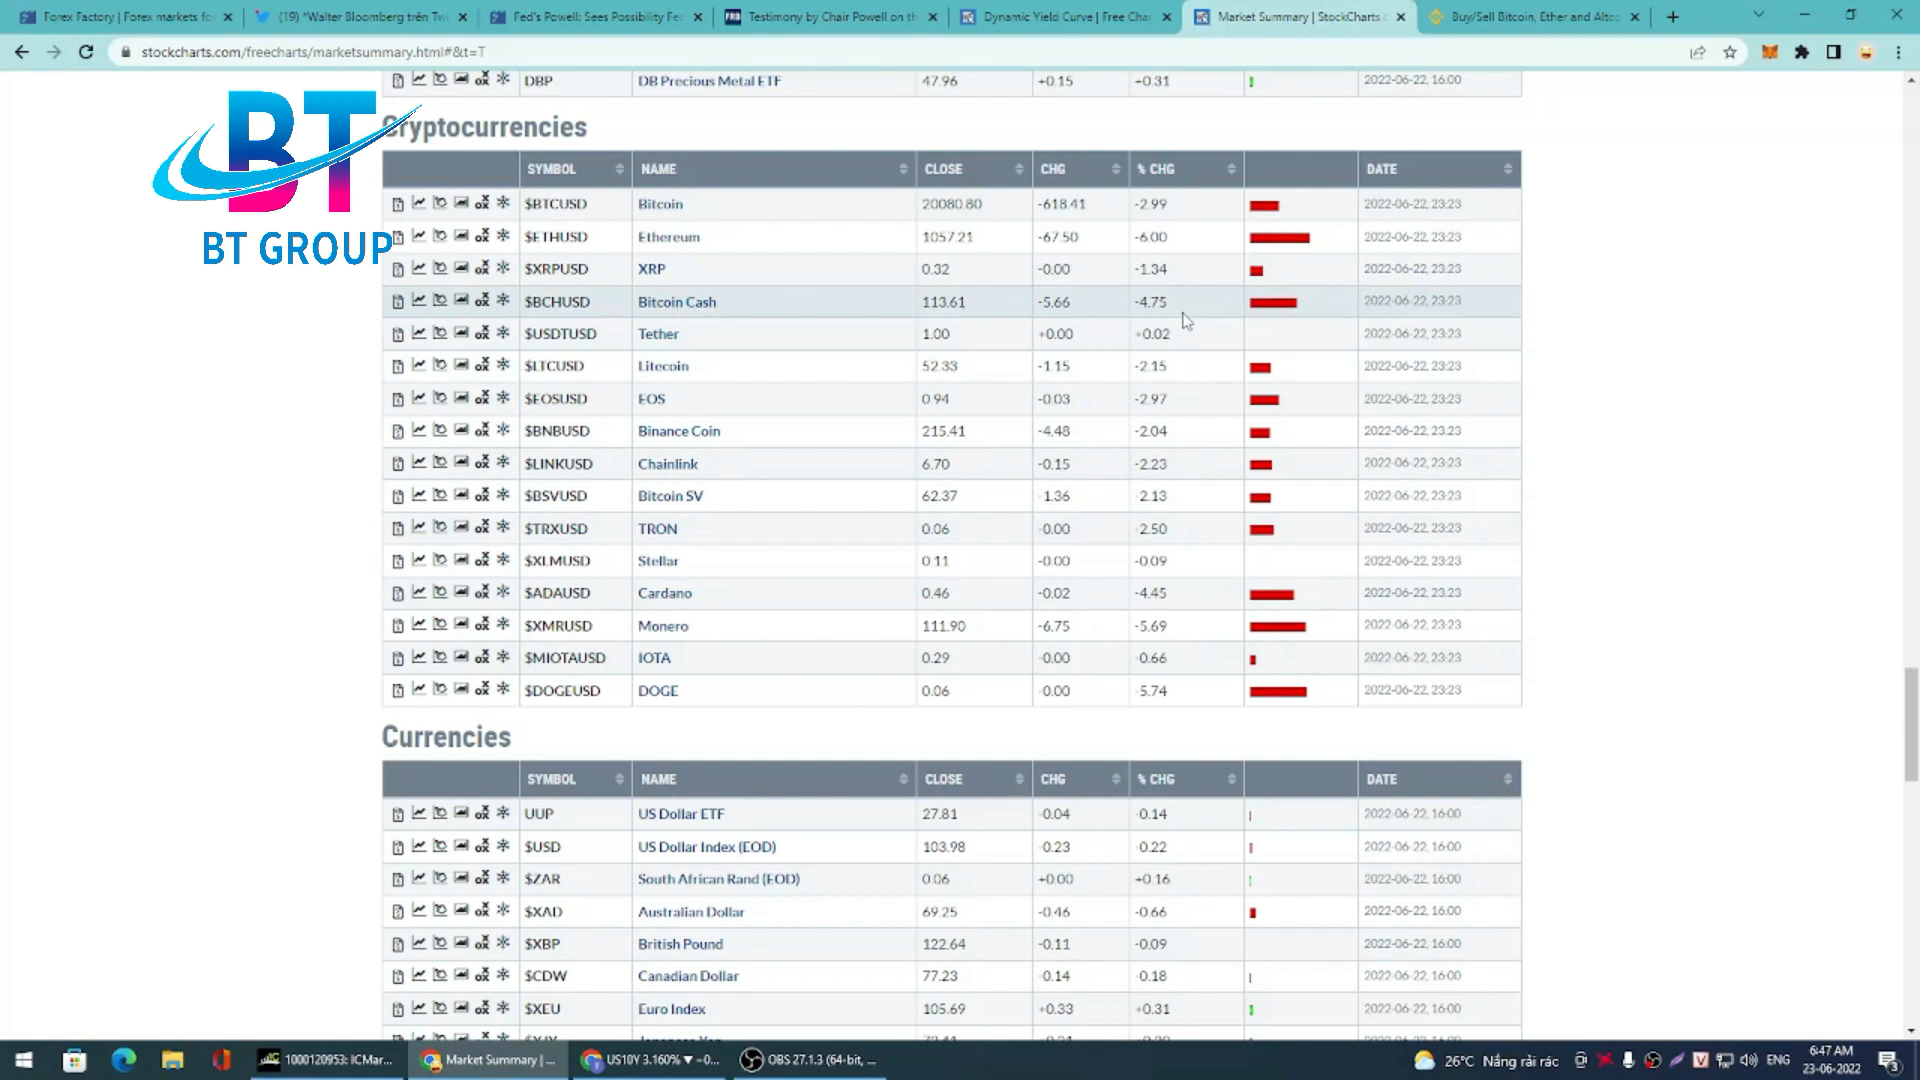 Forex Factory | Forex markets fo
(19) *Walter Bloomberg trên Twi
Fed's Powell: Sees Possibility Fed
Testimony by Chair Powell on th
Dynamic Yield Curve | Free Char
Market Summary | StockCharts.c
Buy/Sell Bitcoin, Ether and Altco
stockcharts.com/freecharts/marketsummary.html#&t=T
DBP DB Precious Metal ETF 47.96 +0.15 +0.31 2022-06-22, 16:00
BT
BT GROUP
Cryptocurrencies
SYMBOL NAME CLOSE CHG % CHG DATE
$BTCUSD Bitcoin 20080.80 -618.41 -2.99 2022-06-22, 23:23
$ETHUSD Ethereum 1057.21 -67.50 -6.00 2022-06-22, 23:23
$XRPUSD XRP 0.32 -0.00 -1.34 2022-06-22, 23:23
$BCHUSD Bitcoin Cash 113.61 -5.66 -4.75 2022-06-22, 23:23
$USDTUSD Tether 1.00 +0.00 +0.02 2022-06-22, 23:23
$LTCUSD Litecoin 52.33 -1.15 -2.15 2022-06-22, 23:23
$EOSUSD EOS 0.94 -0.03 -2.97 2022-06-22, 23:23
$BNBUSD Binance Coin 215.41 -4.48 -2.04 2022-06-22, 23:23
$LINKUSD Chainlink 6.70 -0.15 -2.23 2022-06-22, 23:23
$BSVUSD Bitcoin SV 62.37 -1.36 -2.13 2022-06-22, 23:23
$TRXUSD TRON 0.06 -0.00 -2.50 2022-06-22, 23:23
$XLMUSD Stellar 0.11 -0.00 -0.09 2022-06-22, 23:23
$ADAUSD Cardano 0.46 -0.02 -4.45 2022-06-22, 23:23
$XMRUSD Monero 111.90 -6.75 -5.69 2022-06-22, 23:23
$MIOTAUSD IOTA 0.29 -0.00 -0.66 2022-06-22, 23:23
$DOGEUSD DOGE 0.06 -0.00 -5.74 2022-06-22, 23:23
Currencies
SYMBOL NAME CLOSE CHG % CHG DATE
UUP US Dollar ETF 27.81 -0.04 -0.14 2022-06-22, 16:00
$USD US Dollar Index (EOD) 103.98 -0.23 -0.22 2022-06-22, 16:00
$ZAR South African Rand (EOD) 0.06 +0.00 +0.16 2022-06-22, 16:00
$XAD Australian Dollar 69.25 -0.46 -0.66 2022-06-22, 16:00
$XBP British Pound 122.64 -0.11 -0.09 2022-06-22, 16:00
$CDW Canadian Dollar 77.23 -0.14 -0.18 2022-06-22, 16:00
$XEU Euro Index 105.69 +0.33 +0.31 2022-06-22, 16:00
1000120953: ICMar...
Market Summary | ...
US10Y 3.160% ▼ −0...
OBS 27.1.3 (64-bit, ...
26°C Nắng rải rác
ENG
6:47 AM
23-06-2022
3